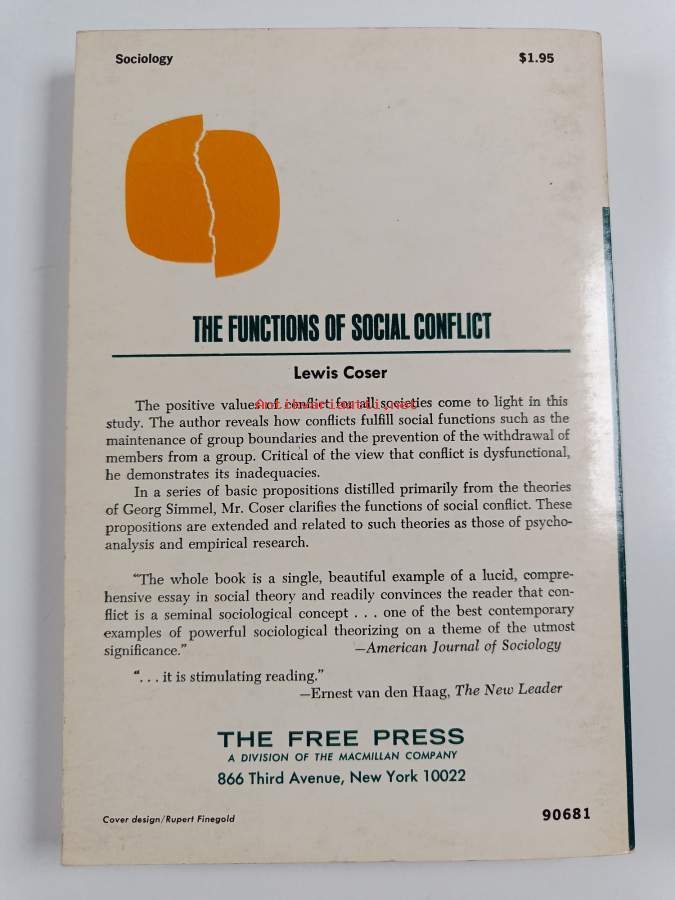 Sociology
$1.95
THE FUNCTIONS OF SOCIAL CONFLICT
Lewis Coser
The positive values of conflict for all societies come to light in this
study. The author reveals how conflicts fulfill social functions such as the
maintenance of group boundaries and the prevention of the withdrawal of
members from a group. Critical of the view that conflict is dysfunctional,
he demonstrates its inadequacies.
In a series of basic propositions distilled primarily from the theories
of Georg Simmel, Mr. Coser clarifies the functions of social conflict. These
propositions are extended and related to such theories as those of psycho-
analysis and empirical research.
"The whole book is a single, beautiful example of a lucid, compre-
hensive essay in social theory and readily convinces the reader that con-
flict is a seminal sociological concept . . . one of the best contemporary
examples of powerful sociological theorizing on a theme of the utmost
significance."
—American Journal of Sociology
". . . it is stimulating reading."
—Ernest van den Haag, The New Leader
THE FREE PRESS
A DIVISION OF THE MACMILLAN COMPANY
866 Third Avenue, New York 10022
Cover design/Rupert Finegold
90681